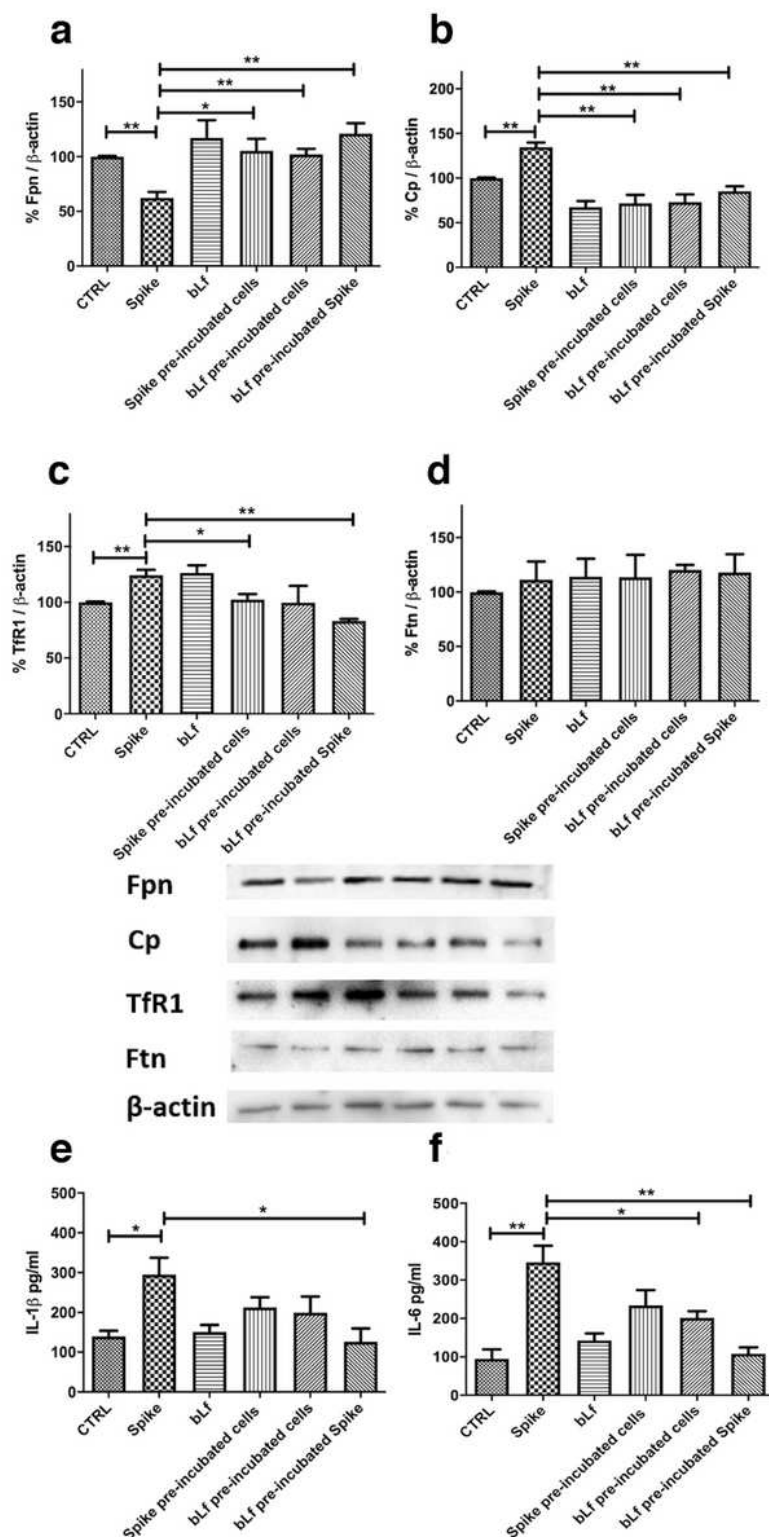 a
**
**
*
**
% Fpn / β-actin
150
100
50
0
CTRL
Spike
bLf
Spike pre-incubated cells
bLf pre-incubated cells
bLf pre-incubated Spike
b
**
**
**
**
% Cp / β-actin
200
150
100
50
0
CTRL
Spike
bLf
Spike pre-incubated cells
bLf pre-incubated cells
bLf pre-incubated Spike
c
**
*
**
% TfR1 / β-actin
150
100
50
0
CTRL
Spike
bLf
Spike pre-incubated cells
bLf pre-incubated cells
bLf pre-incubated Spike
d
% Ftn / β-actin
150
100
50
0
CTRL
Spike
bLf
Spike pre-incubated cells
bLf pre-incubated cells
bLf pre-incubated Spike
Fpn
Cp
TfR1
Ftn
β-actin
e
*
*
IL-1β pg/ml
500
400
300
200
100
0
CTRL
Spike
bLf
Spike pre-incubated cells
bLf pre-incubated cells
bLf pre-incubated Spike
f
**
*
**
IL-6 pg/ml
500
400
300
200
100
0
CTRL
Spike
bLf
Spike pre-incubated cells
bLf pre-incubated cells
bLf pre-incubated Spike